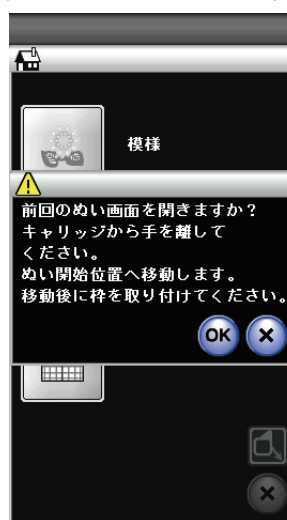 模様
前回のぬい画面を開きますか?
キャリッジから手を離して
ください。
ぬい開始位置へ移動します。
移動後に枠を取り付けてください。
OK